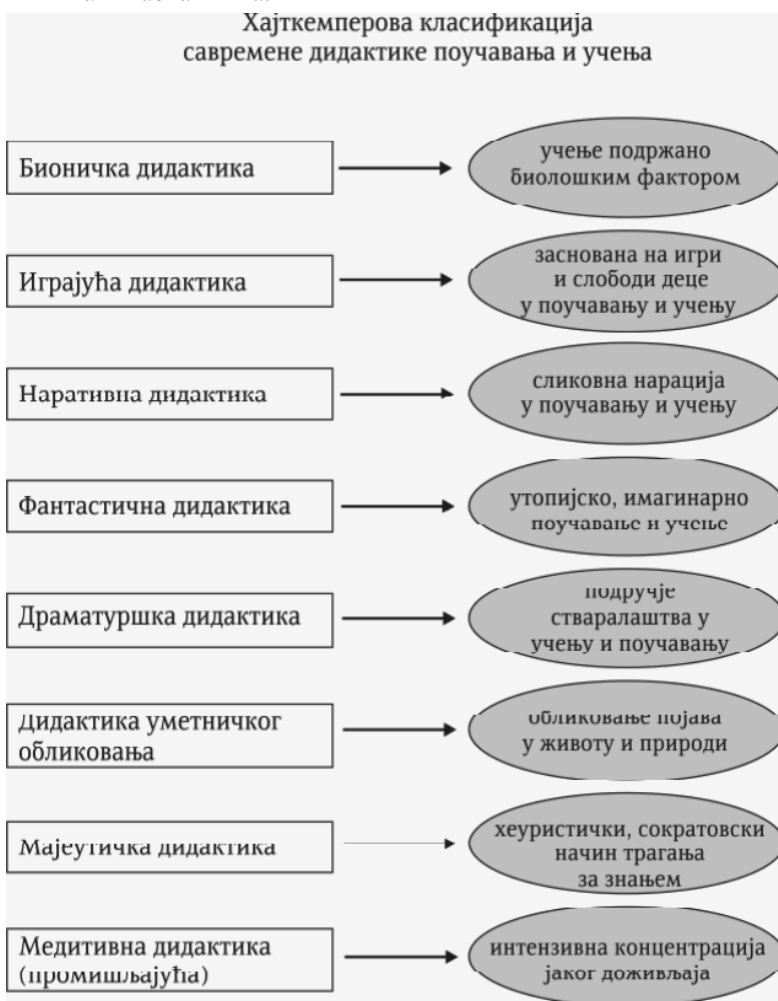 Хајткемперова класификација
савремене дидактике поучавања и учења
Бионичка дидактика
учење подржано
биолошким фактором
Играјућа дидактика
заснована на игри
и слободи деце
у поучавању и учењу
Наративна дидактика
сликовна нарација
у поучавању и учењу
Фантастична дидактика
утопијско, имагинарно
поучавање и учење
Драматуршка дидактика
подручје
стваралаштва у
учењу и поучавању
Дидактика уметничког
обликовања
обликовање појава
у животу и природи
Мајеутичка дидактика
хеуристички, сократовски
начин трагања
за знањем
Медитивна дидактика
(промишљајућа)
интензивна концентрација
јаког доживљаја